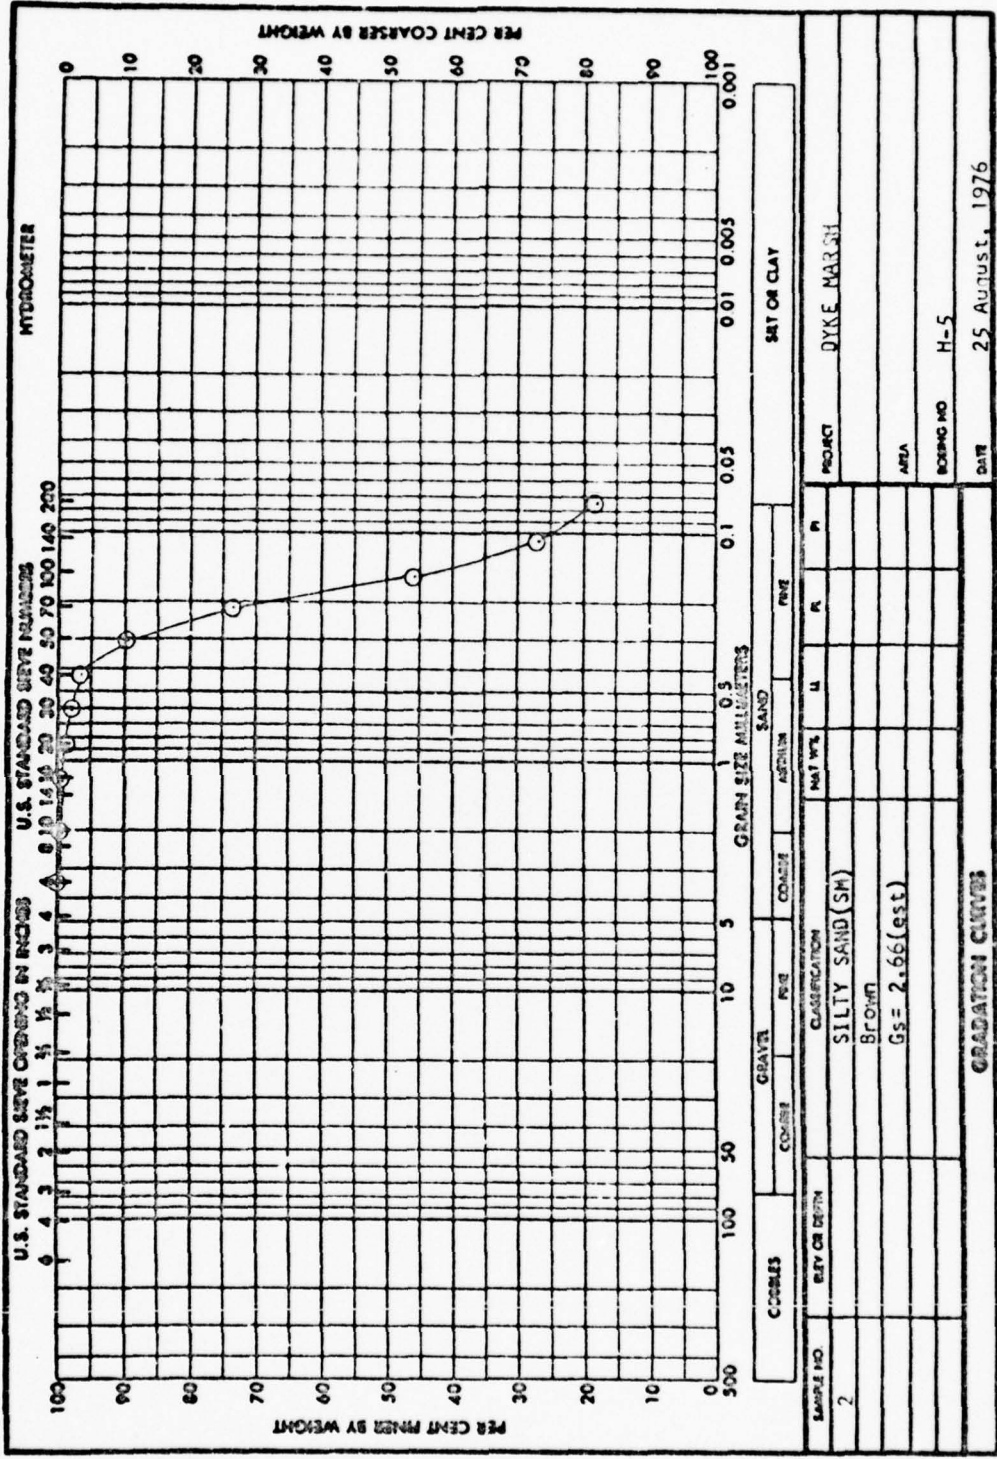 U.S. STANDARD SIEVE OPENING IN INCHES
U.S. STANDARD SIEVE NUMBERS
HYDROMETER
6 4 3 2 1½ 1 ¾ ½ ⅜ 3 4
6 8 10 14 16 20 30 40 50 70 100 140 200
PER CENT FINER BY WEIGHT
100
90
80
70
60
50
40
30
20
10
0
PER CENT COARSER BY WEIGHT
0
10
20
30
40
50
60
70
80
90
100
500 100 50 10 5 1 0.5 0.1 0.05 0.01 0.005 0.001
GRAIN SIZE MILLIMETERS
COBBLES
GRAVEL
COARSE FINE
SAND
COARSE MEDIUM FINE
SILT OR CLAY
SAMPLE NO. ELEV OR DEPTH CLASSIFICATION NAT W% LL PL PI
2 SILTY SAND(SM)
Brown
Gs= 2.66(est)
PROJECT DYKE MARSH
AREA
BORING NO H-5
DATE 25 August, 1976
GRADATION CURVES